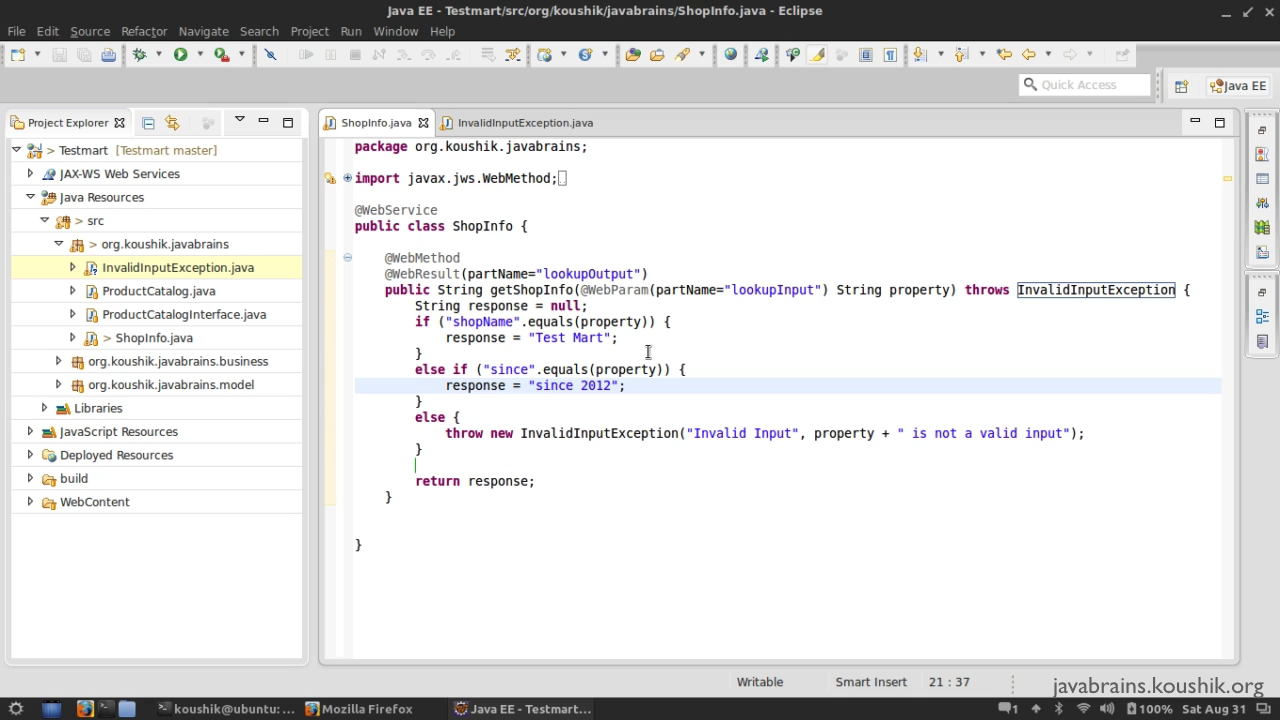 Java EE - Testmart/src/org/koushik/javabrains/ShopInfo.java - Eclipse
File Edit Source Refactor Navigate Search Project Run Window Help
Quick Access
Java EE
Project Explorer
ShopInfo.java
InvalidInputException.java
> Testmart [Testmart master]
JAX-WS Web Services
Java Resources
> src
> org.koushik.javabrains
InvalidInputException.java
ProductCatalog.java
ProductCatalogInterface.java
> ShopInfo.java
org.koushik.javabrains.business
org.koushik.javabrains.model
Libraries
JavaScript Resources
Deployed Resources
build
WebContent
package org.koushik.javabrains;
import javax.jws.WebMethod;
@WebService
public class ShopInfo {
@WebMethod
@WebResult(partName="lookupOutput")
public String getShopInfo(@WebParam(partName="lookupInput") String property) throws InvalidInputException {
String response = null;
if ("shopName".equals(property)) {
response = "Test Mart";
}
else if ("since".equals(property)) {
response = "since 2012";
}
else {
throw new InvalidInputException("Invalid Input", property + " is not a valid input");
}
return response;
}
}
Writable
Smart Insert
21 : 37
javabrains.koushik.org
koushik@ubuntu: ...
Mozilla Firefox
Java EE - Testmart...
1
100%
Sat Aug 31